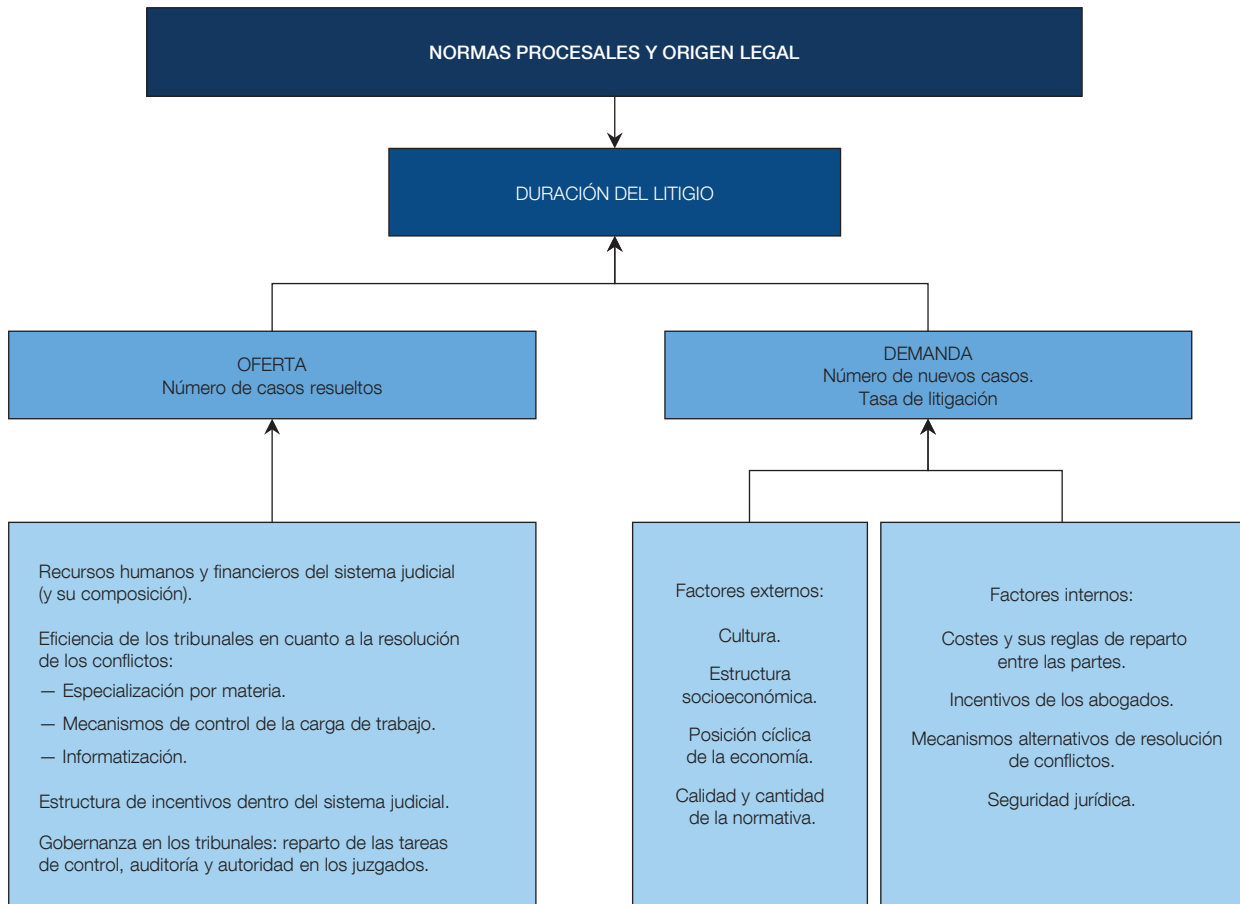 NORMAS PROCESALES Y ORIGEN LEGAL
DURACIÓN DEL LITIGIO
OFERTA
Número de casos resueltos
DEMANDA
Número de nuevos casos.
Tasa de litigación
Recursos humanos y financieros del sistema judicial
(y su composición).
Eficiencia de los tribunales en cuanto a la resolución
de los conflictos:
— Especialización por materia.
— Mecanismos de control de la carga de trabajo.
— Informatización.
Estructura de incentivos dentro del sistema judicial.
Gobernanza en los tribunales: reparto de las tareas
de control, auditoría y autoridad en los juzgados.
Factores externos:
Cultura.
Estructura
socioeconómica.
Posición cíclica
de la economía.
Calidad y cantidad
de la normativa.
Factores internos:
Costes y sus reglas de reparto
entre las partes.
Incentivos de los abogados.
Mecanismos alternativos de resolución
de conflictos.
Seguridad jurídica.